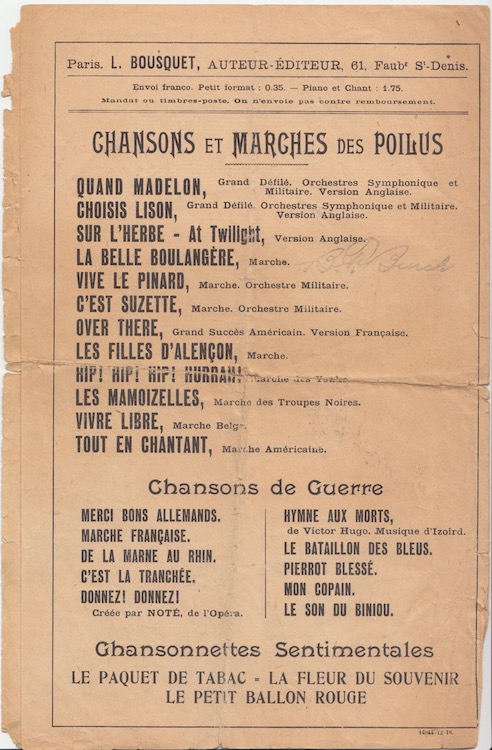 Paris. L. BOUSQUET, AUTEUR-ÉDITEUR, 61, Faubg St-Denis.
Envoi franco. Petit format : 0.35. — Piano et Chant : 1.75.
Mandat ou timbres-poste. On n'envoie pas contre remboursement.
CHANSONS ET MARCHES DES POILUS
QUAND MADELON, Grand Défilé. Orchestres Symphonique et
Militaire. Version Anglaise.
CHOISIS LISON, Grand Défilé. Orchestres Symphonique et Militaire.
Version Anglaise.
SUR L'HERBE - At Twilight, Version Anglaise.
LA BELLE BOULANGÈRE, Marche.
VIVE LE PINARD, Marche. Orchestre Militaire.
C'EST SUZETTE, Marche. Orchestre Militaire.
OVER THERE, Grand Succès Américain. Version Française.
LES FILLES D'ALENÇON, Marche.
HIP! HIP! HIP! HURRAH! Marche des Yanks
LES MAMOIZELLES, Marche des Troupes Noires.
VIVRE LIBRE, Marche Belge.
TOUT EN CHANTANT, Marche Américaine.
Chansons de Guerre
MERCI BONS ALLEMANDS.
MARCHE FRANÇAISE.
DE LA MARNE AU RHIN.
C'EST LA TRANCHÉE.
DONNEZ! DONNEZ!
Créée par NOTÉ, de l'Opéra.
HYMNE AUX MORTS,
de Victor Hugo. Musique d'Izoird.
LE BATAILLON DES BLEUS.
PIERROT BLESSÉ.
MON COPAIN.
LE SON DU BINIOU.
Chansonnettes Sentimentales
LE PAQUET DE TABAC = LA FLEUR DU SOUVENIR
LE PETIT BALLON ROUGE